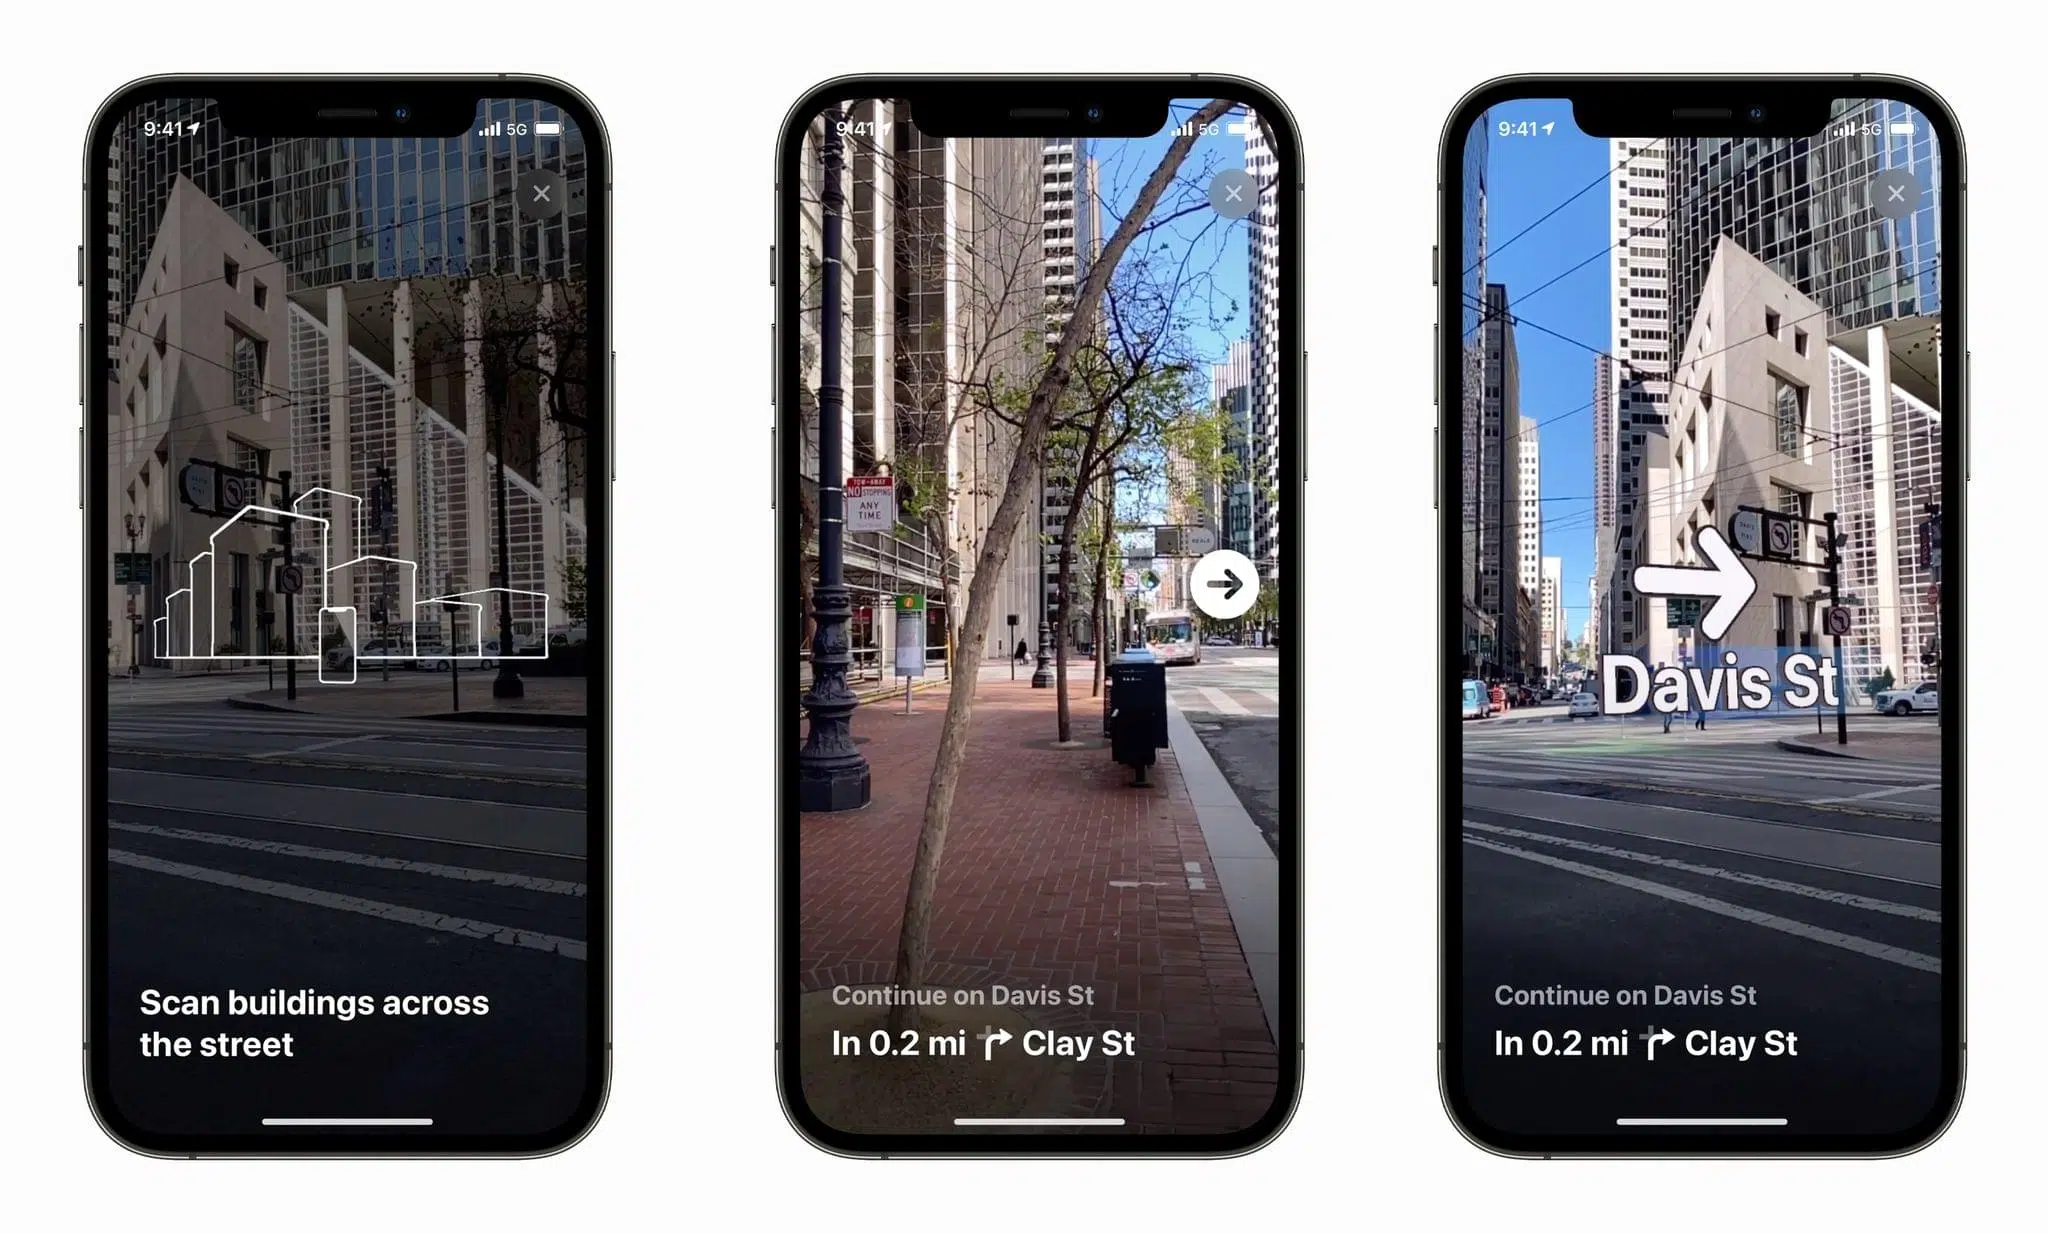 9:41
5G
Scan buildings across
the street
9:41
5G
TOW-AWAY
NO STOPPING
ANY
TIME
BEALE
Continue on Davis St
In 0.2 mi Clay St
9:41
5G
Davis St
Continue on Davis St
In 0.2 mi Clay St